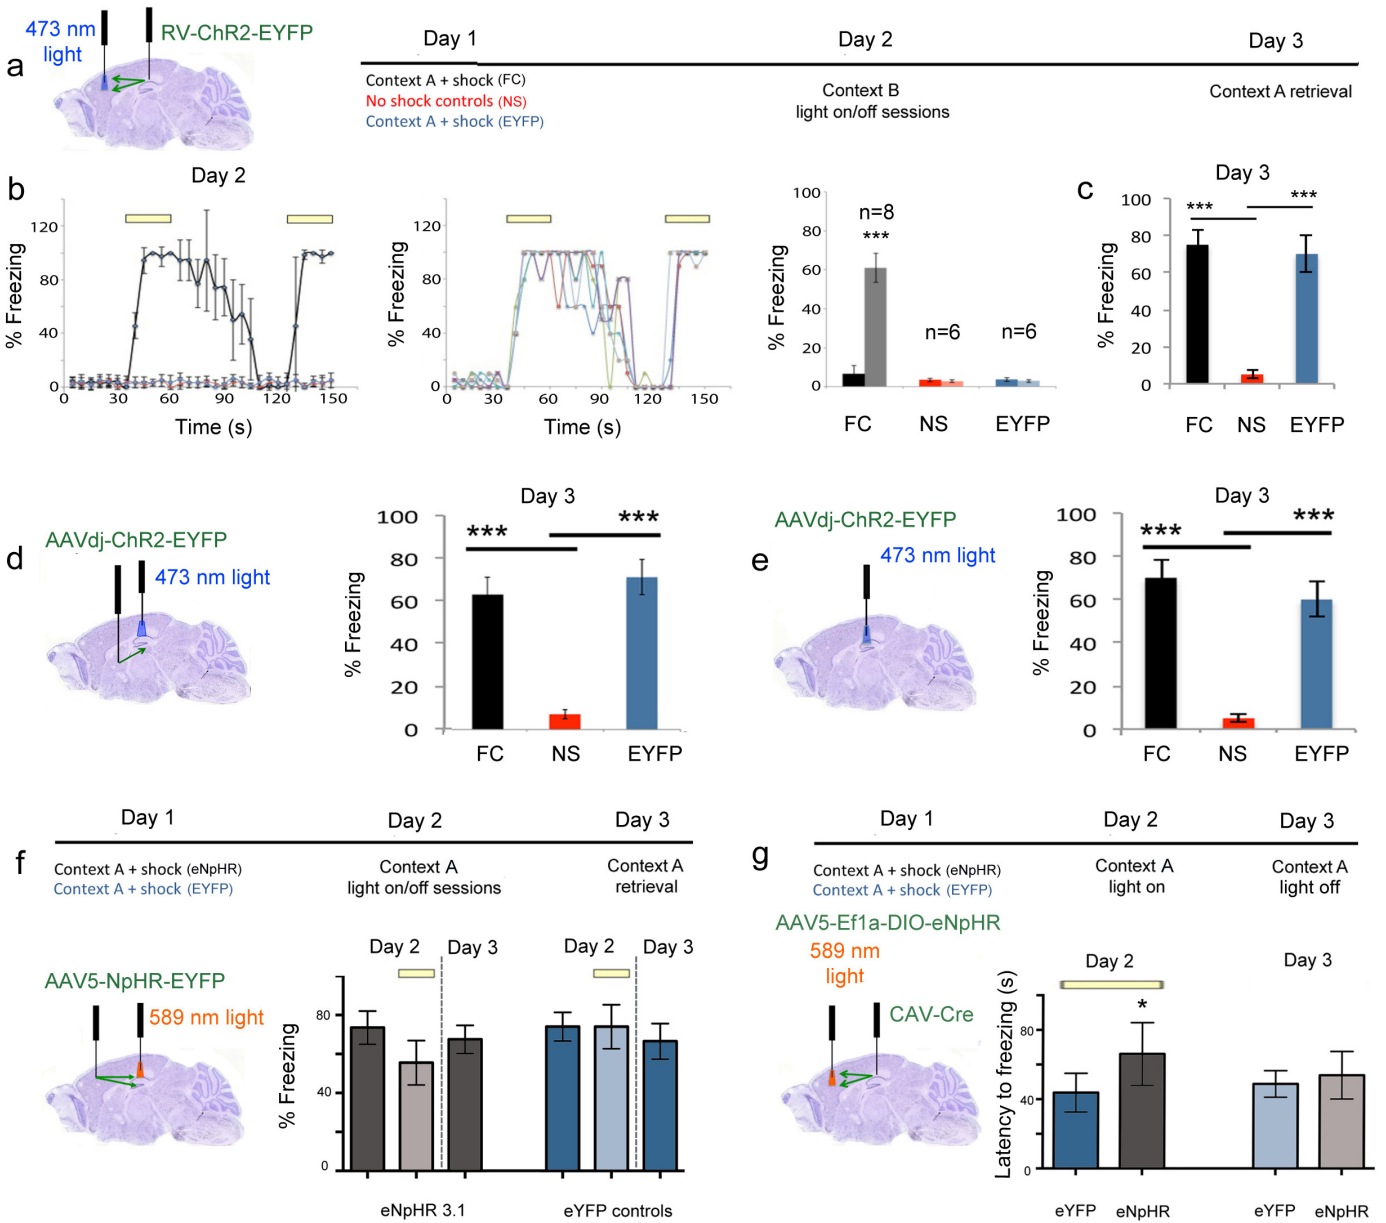 a
473 nm
light
RV-ChR2-EYFP
Day 1
Day 2
Day 3
Context A + shock (FC)
No shock controls (NS)
Context A + shock (EYFP)
Context B
light on/off sessions
Context A retrieval
b
Day 2
% Freezing
120
80
40
0
0
30
60
90
120
150
Time (s)
% Freezing
120
80
40
0
0
30
60
90
120
150
Time (s)
% Freezing
100
80
60
40
20
0
n=8
***
n=6
n=6
FC
NS
EYFP
c
Day 3
% Freezing
100
80
60
40
20
0
***
***
FC
NS
EYFP
d
AAVdj-ChR2-EYFP
473 nm light
Day 3
% Freezing
100
80
60
40
20
0
***
***
FC
NS
EYFP
e
AAVdj-ChR2-EYFP
473 nm light
Day 3
% Freezing
100
80
60
40
20
0
***
***
FC
NS
EYFP
f
Day 1
Day 2
Day 3
Context A + shock (eNpHR)
Context A + shock (EYFP)
Context A
light on/off sessions
Context A
retrieval
AAV5-NpHR-EYFP
589 nm light
Day 2
Day 3
Day 2
Day 3
% Freezing
80
40
0
eNpHR 3.1
eYFP controls
g
Day 1
Day 2
Day 3
Context A + shock (eNpHR)
Context A + shock (EYFP)
Context A
light on
Context A
light off
AAV5-Ef1a-DIO-eNpHR
589 nm
light
CAV-Cre
Day 2
Day 3
Latency to freezing (s)
80
40
0
*
eYFP
eNpHR
eYFP
eNpHR